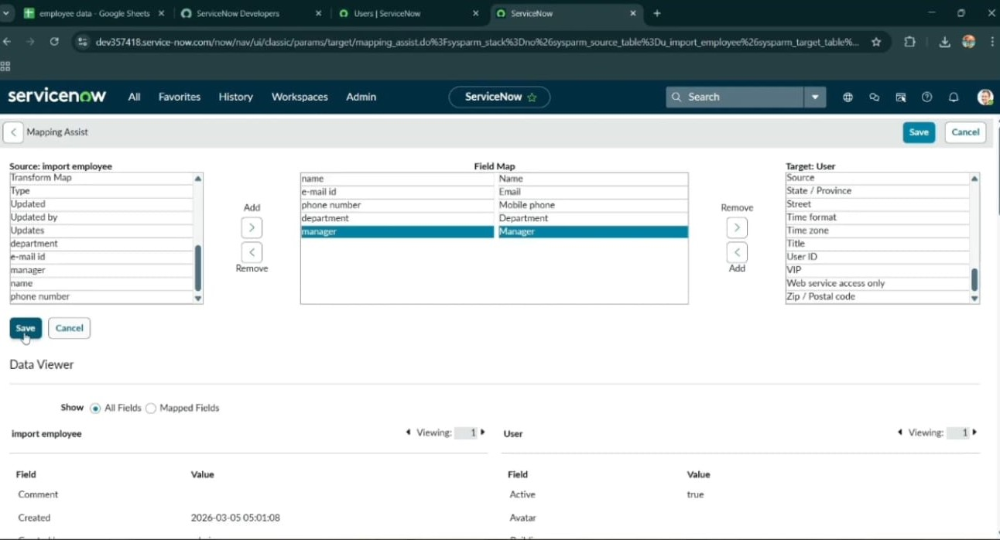 employee data - Google Sheets
ServiceNow Developers
Users | ServiceNow
ServiceNow
dev357418.service-now.com/now/nav/ui/classic/params/target/mapping_assist.do%3Fsysparm_stack%3Dno%26sysparm_source_table%3Du_import_employee%26sysparm_target_table%...
servicenow
All
Favorites
History
Workspaces
Admin
ServiceNow
Search
Mapping Assist
Save
Cancel
Source: import employee
Field Map
Target: User
Transform Map
Type
Updated
Updated by
Updates
department
e-mail id
manager
name
phone number
Add
Remove
name Name
e-mail id Email
phone number Mobile phone
department Department
manager Manager
Remove
Add
Source
State / Province
Street
Time format
Time zone
Title
User ID
VIP
Web service access only
Zip / Postal code
Save
Cancel
Data Viewer
Show All Fields Mapped Fields
import employee Viewing: 1
User Viewing: 1
Field Value
Field Value
Comment
Active true
Created 2026-03-05 05:01:08
Avatar